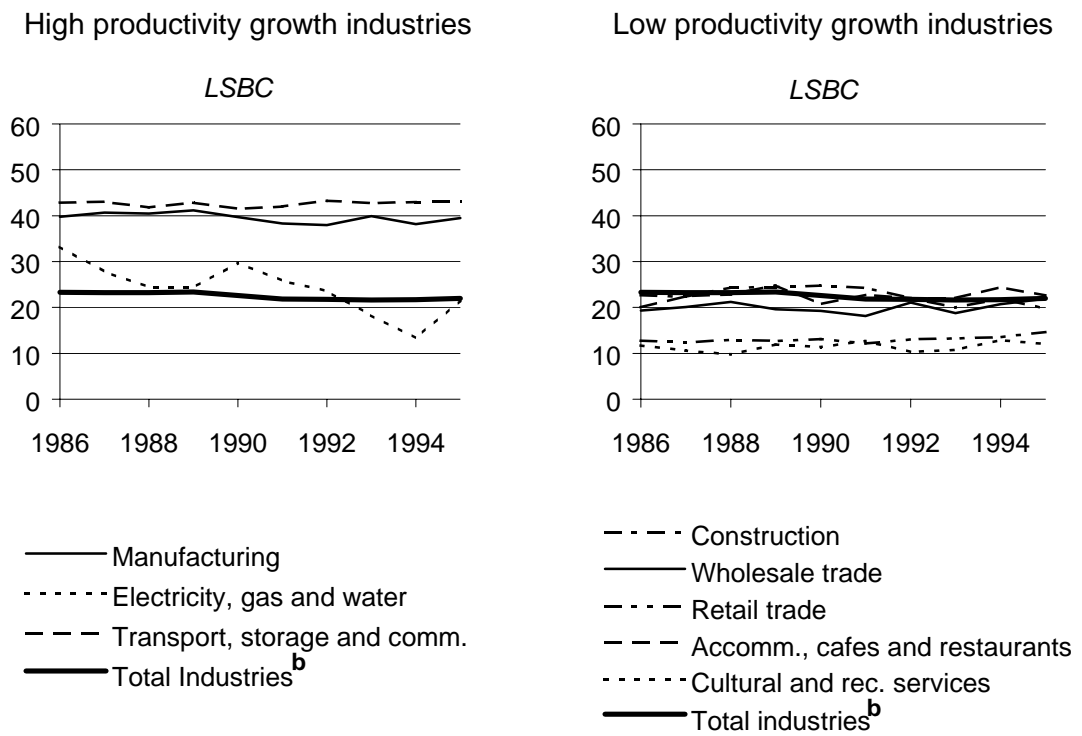 High productivity growth industries
LSBC
60
50
40
30
20
10
0
1986 1988 1990 1992 1994
Manufacturing
Electricity, gas and water
Transport, storage and comm.
Total Industries b
Low productivity growth industries
LSBC
60
50
40
30
20
10
0
1986 1988 1990 1992 1994
Construction
Wholesale trade
Retail trade
Accomm., cafes and restaurants
Cultural and rec. services
Total industries b